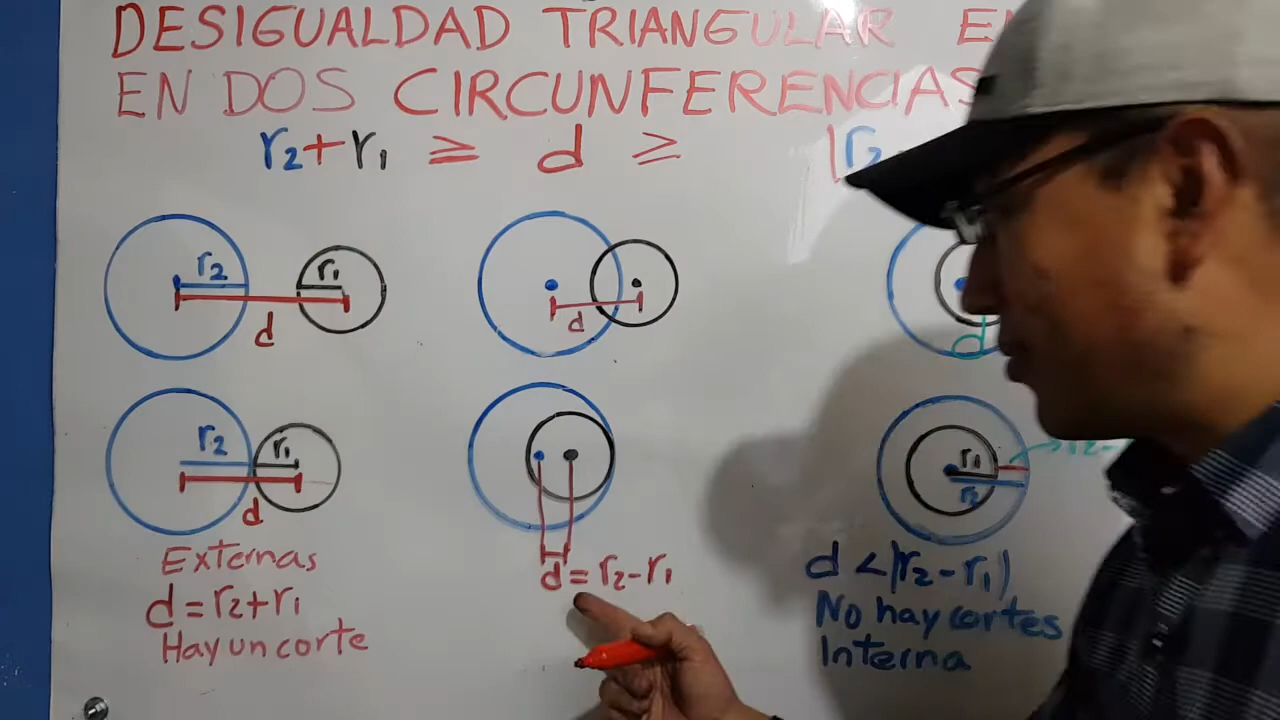 DESIGUALDAD TRIANGULAR
EN DOS CIRCUNFERENCIAS
r₂+r₁ ≥ d ≥ |r₂
r₂ r₁
d
d
d
r₂ r₁
d
r₁
r₂
Externas
d=r₂+r₁
Hay un corte
d=r₂-r₁
d<|r₂-r₁|
No hay cortes
Interna